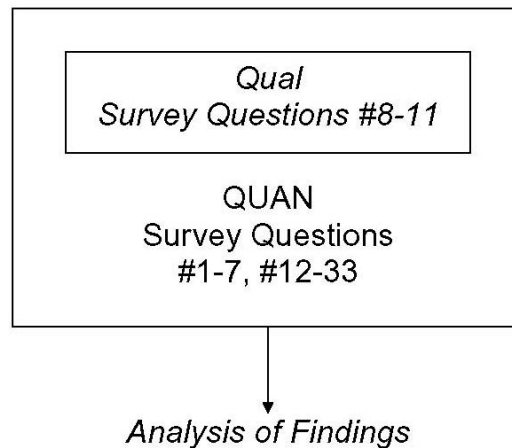 Qual
Survey Questions #8-11
QUAN
Survey Questions
#1-7, #12-33
Analysis of Findings